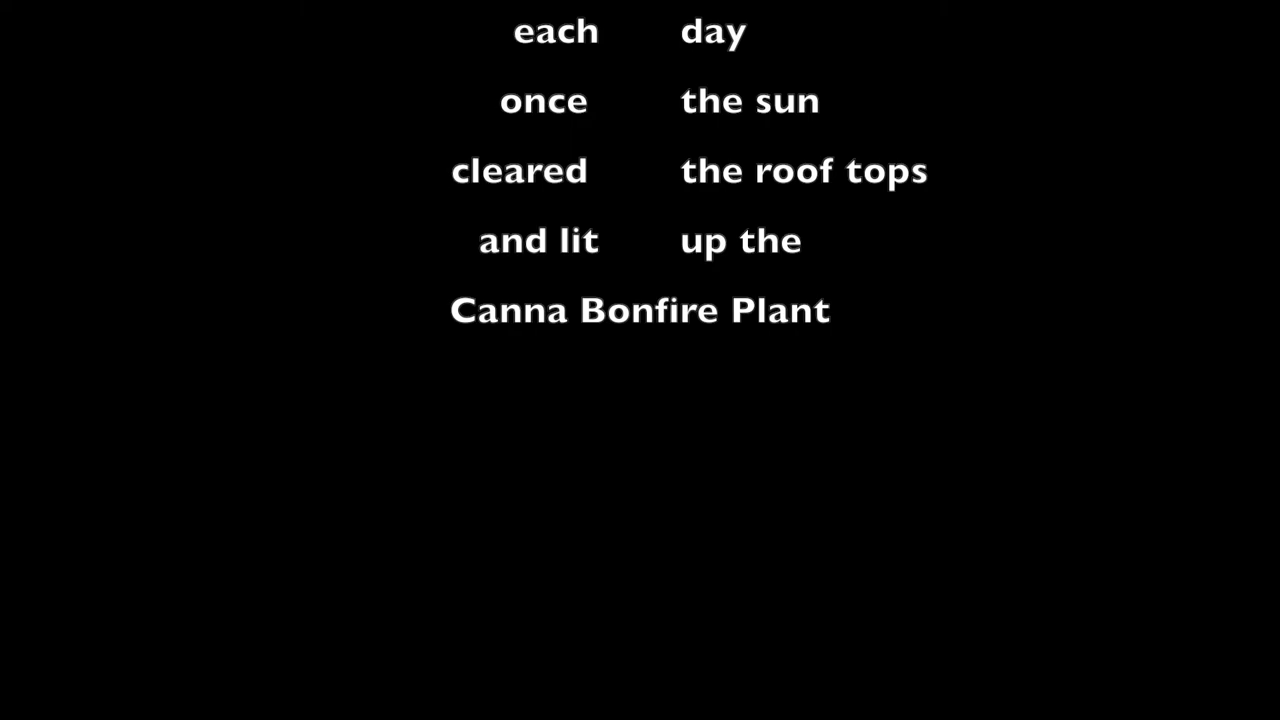 each day
once the sun
cleared the roof tops
and lit up the
Canna Bonfire Plant